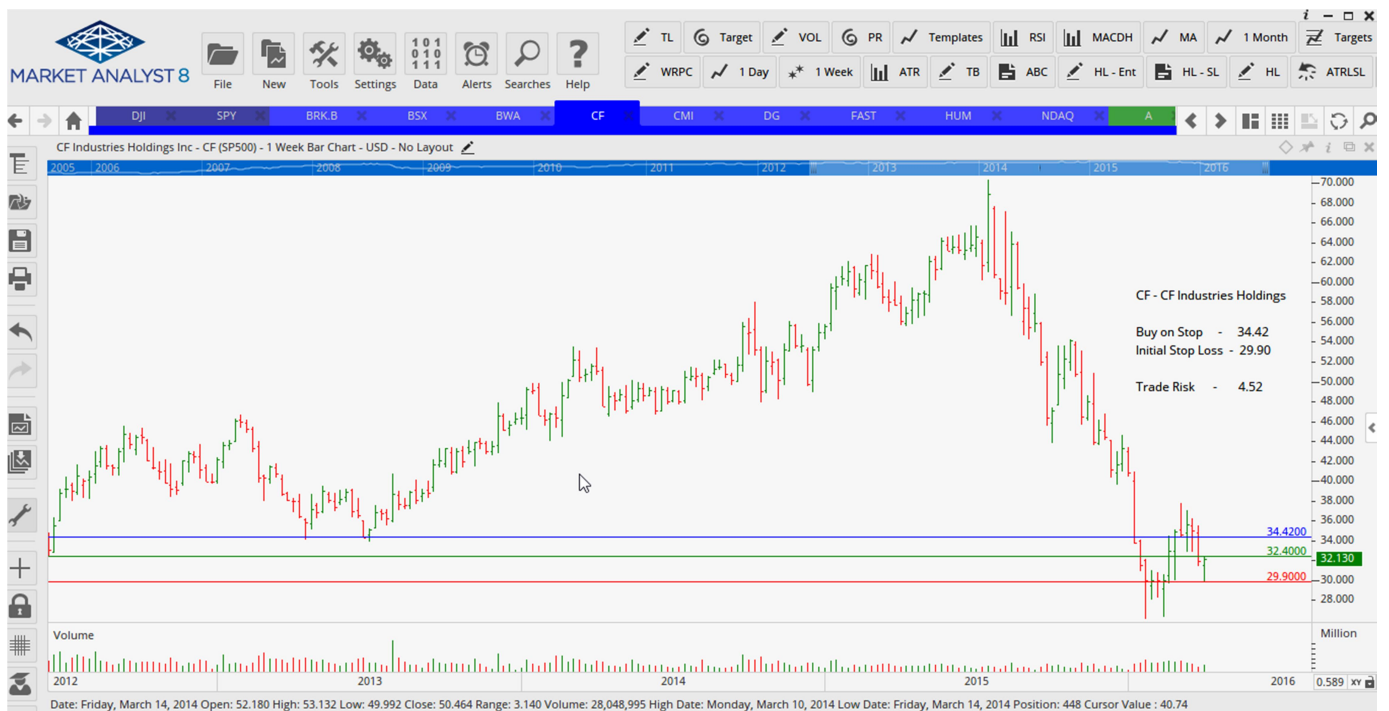 MARKET ANALYST 8
File New Tools Settings Data Alerts Searches Help
TL Target VOL PR Templates RSI MACDH MA 1 Month Targets
WRPC 1 Day 1 Week ATR TB ABC HL - Ent HL - SL HL ATRLSL
DJI SPY BRK.B BSX BWA CF CMI DG FAST HUM NDAQ A
CF Industries Holdings Inc - CF (SP500) - 1 Week Bar Chart - USD - No Layout
2005 2006 2007 2008 2009 2010 2011 2012 2013 2014 2015 2016
70.000
68.000
66.000
64.000
62.000
60.000
58.000
56.000
54.000
52.000
50.000
48.000
46.000
44.000
42.000
40.000
38.000
36.000
34.000
32.130
30.000
28.000
CF - CF Industries Holdings
Buy on Stop - 34.42
Initial Stop Loss - 29.90
Trade Risk - 4.52
34.4200
32.4000
29.9000
Volume
Million
2012 2013 2014 2015 2016
0.589 XY
Date: Friday, March 14, 2014 Open: 52.180 High: 53.132 Low: 49.992 Close: 50.464 Range: 3.140 Volume: 28,048,995 High Date: Monday, March 10, 2014 Low Date: Friday, March 14, 2014 Position: 448 Cursor Value : 40.74